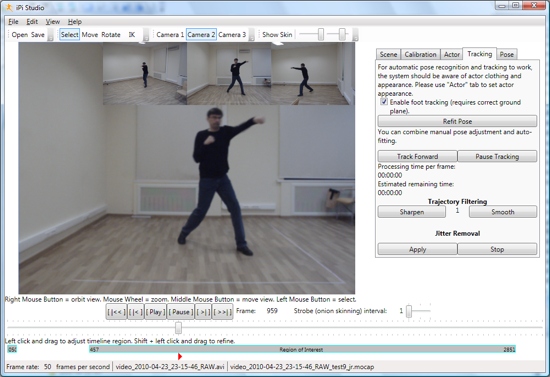 iPi Studio
File Edit View Help
Open Save Select Move Rotate IK Camera 1 Camera 2 Camera 3 Show Skin
Scene Calibration Actor Tracking Pose
For automatic pose recognition and tracking to work,
the system should be aware of actor clothing and
appearance. Please use "Actor" tab to set actor
appearance.
Enable foot tracking (requires correct ground
plane).
Refit Pose
You can combine manual pose adjustment and auto-
fitting.
Track Forward Pause Tracking
Processing time per frame:
00:00:00
Estimated remaining time:
00:00:00
Trajectory Filtering
Sharpen 1 Smooth
Jitter Removal
Apply Stop
Right Mouse Button = orbit view. Mouse Wheel = zoom. Middle Mouse Button = move view. Left Mouse Button = select.
[ |<< ] [ |< ] [ Play ] [ Pause ] [ >| ] [ >>| ] Frame: 959 Strobe (onion skinning) interval: 1
Left click and drag to adjust timeline region. Shift + left click and drag to refine.
457 Region of Interest 2851
Frame rate: 50 frames per second video_2010-04-23_23-15-46_RAW.avi video_2010-04-23_23-15-46_RAW_test9_jr.mocap